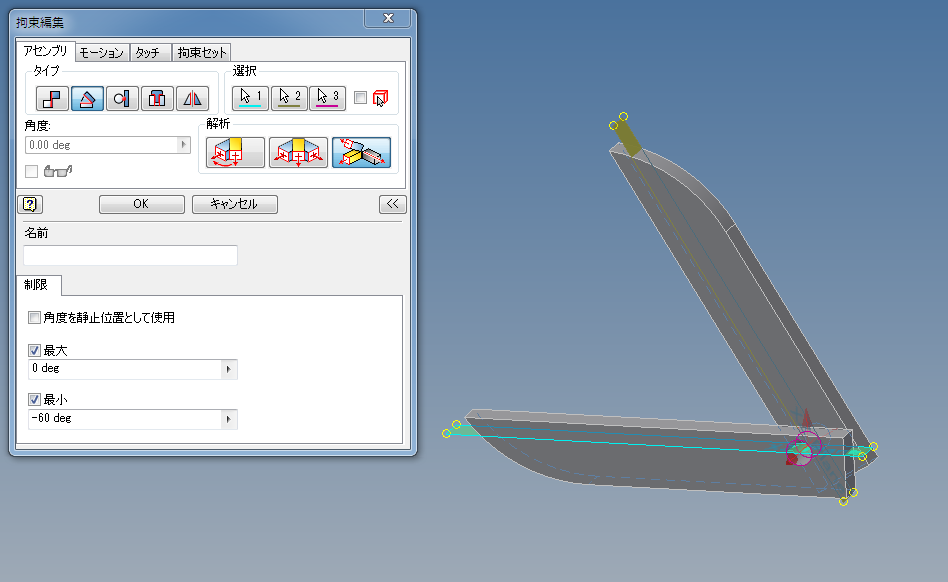 拘束編集
アセンブリ モーション タッチ 拘束セット
タイプ 選択
1 2 3
角度: 解析
0.00 deg
OK キャンセル <<
名前
制限
角度を静止位置として使用
最大
0 deg
最小
-60 deg